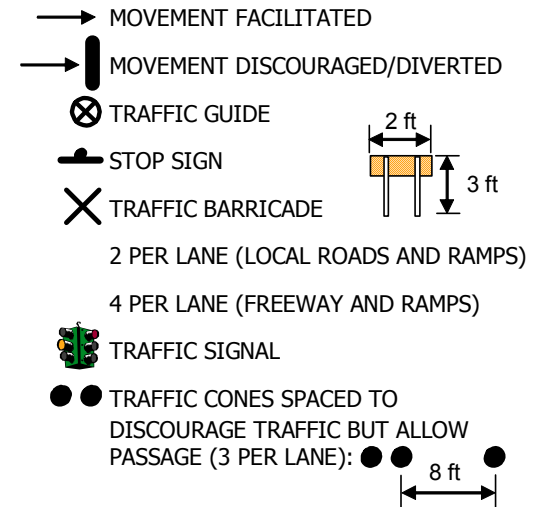 MOVEMENT FACILITATED
MOVEMENT DISCOURAGED/DIVERTED
TRAFFIC GUIDE
2 ft
STOP SIGN
3 ft
TRAFFIC BARRICADE
2 PER LANE (LOCAL ROADS AND RAMPS)
4 PER LANE (FREEWAY AND RAMPS)
TRAFFIC SIGNAL
TRAFFIC CONES SPACED TO
DISCOURAGE TRAFFIC BUT ALLOW
PASSAGE (3 PER LANE):
8 ft